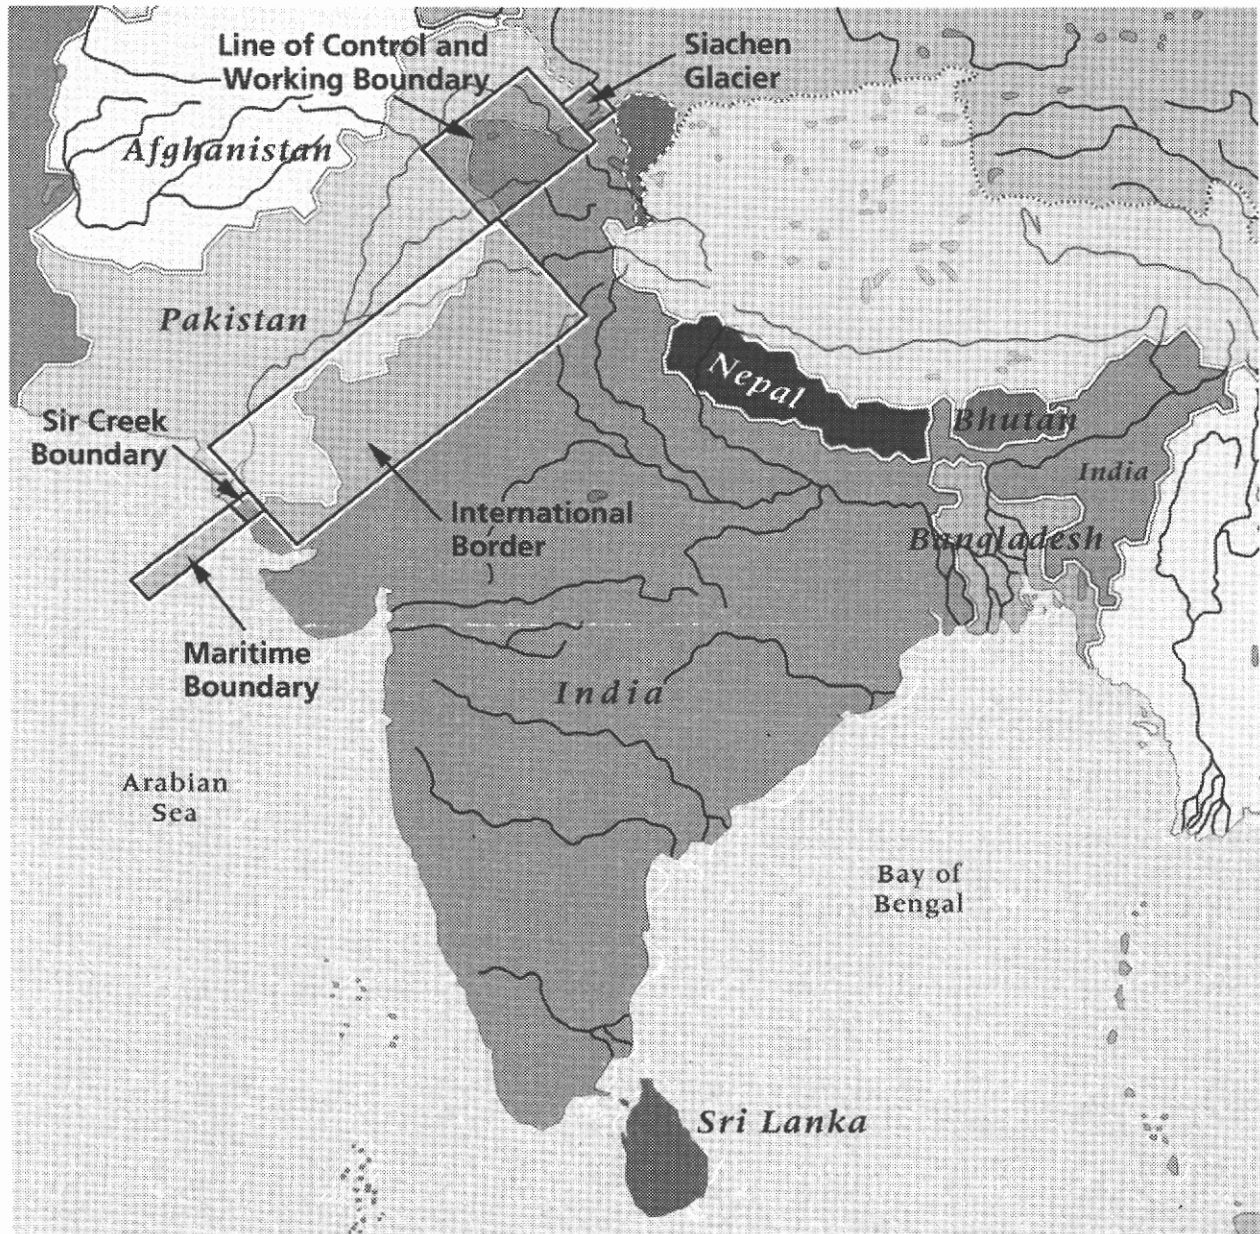 Line of Control and
Working Boundary
Siachen
Glacier
Afghanistan
Pakistan
Nepal
Sir Creek
Boundary
Bhutan
India
International
Border
Bangladesh
Maritime
Boundary
India
Arabian
Sea
Bay of
Bengal
Sri Lanka